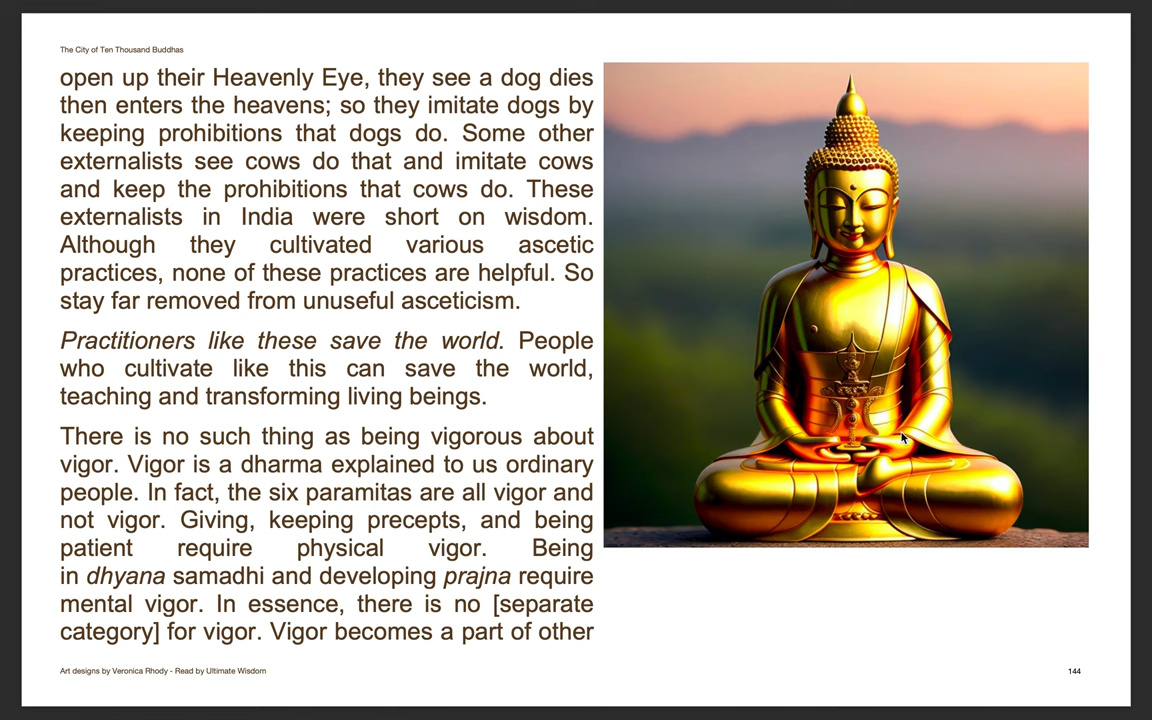 The City of Ten Thousand Buddhas
open up their Heavenly Eye, they see a dog dies
then enters the heavens; so they imitate dogs by
keeping prohibitions that dogs do. Some other
externalists see cows do that and imitate cows
and keep the prohibitions that cows do. These
externalists in India were short on wisdom.
Although they cultivated various ascetic
practices, none of these practices are helpful. So
stay far removed from unuseful asceticism.
Practitioners like these save the world. People
who cultivate like this can save the world,
teaching and transforming living beings.
There is no such thing as being vigorous about
vigor. Vigor is a dharma explained to us ordinary
people. In fact, the six paramitas are all vigor and
not vigor. Giving, keeping precepts, and being
patient require physical vigor. Being
in dhyana samadhi and developing prajna require
mental vigor. In essence, there is no [separate
category] for vigor. Vigor becomes a part of other
Art designs by Veronica Rhody - Read by Ultimate Wisdom
144